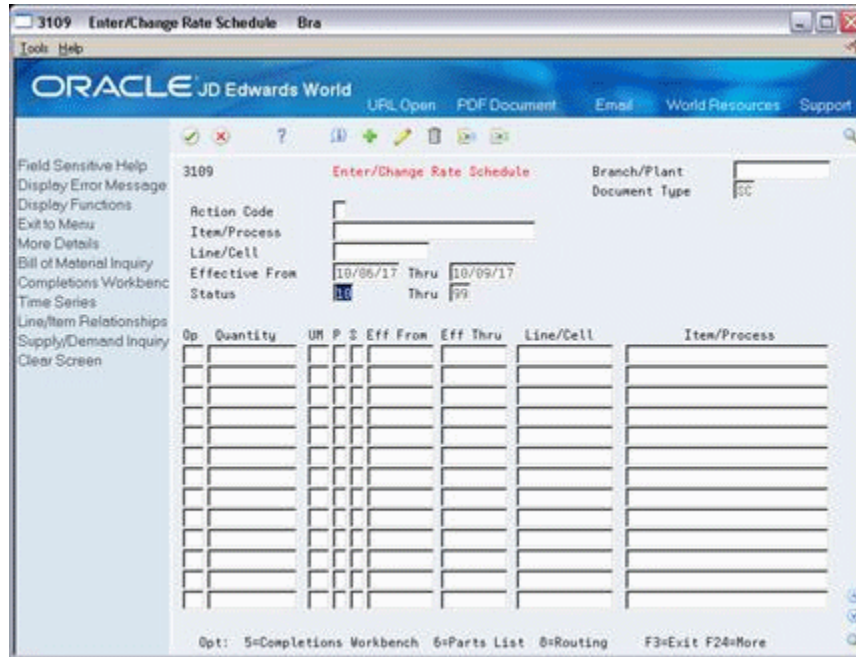 3109 Enter/Change Rate Schedule Bra
Tools Help
ORACLE JD Edwards World
URL Open PDF Document Email World Resources Support
Field Sensitive Help
Display Error Message
Display Functions
Exit to Menu
More Details
Bill of Material Inquiry
Completions Workbenc
Time Series
Line/Item Relationships
Supply/Demand Inquiry
Clear Screen
3109 Enter/Change Rate Schedule Branch/Plant
Document Type SC
Action Code
Item/Process
Line/Cell
Effective From 10/06/17 Thru 10/09/17
Status 10 Thru 99
Op Quantity UM P S Eff From Eff Thru Line/Cell Item/Process
Opt: 5=Completions Workbench 6=Parts List 8=Routing F3=Exit F24=More